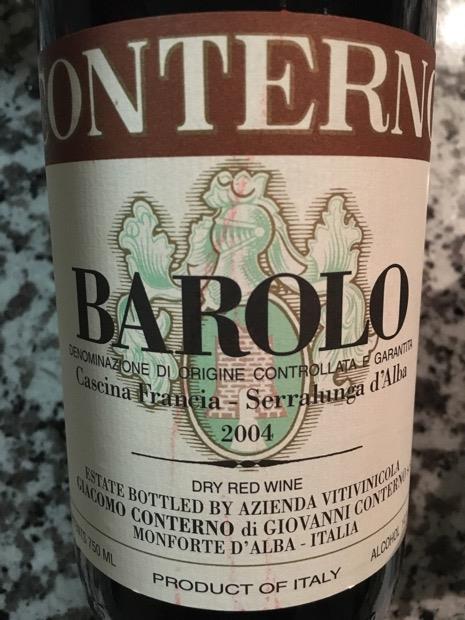 CONTERNO
BAROLO
DENOMINAZIONE DI ORIGINE CONTROLLATA E GARANTITA
Cascina Francia - Serralunga d'Alba
2004
DRY RED WINE
ESTATE BOTTLED BY AZIENDA VITIVINICOLA
GIACOMO CONTERNO di GIOVANNI CONTERNO
MONFORTE D'ALBA - ITALIA
750 ML
ALCOHOL
PRODUCT OF ITALY